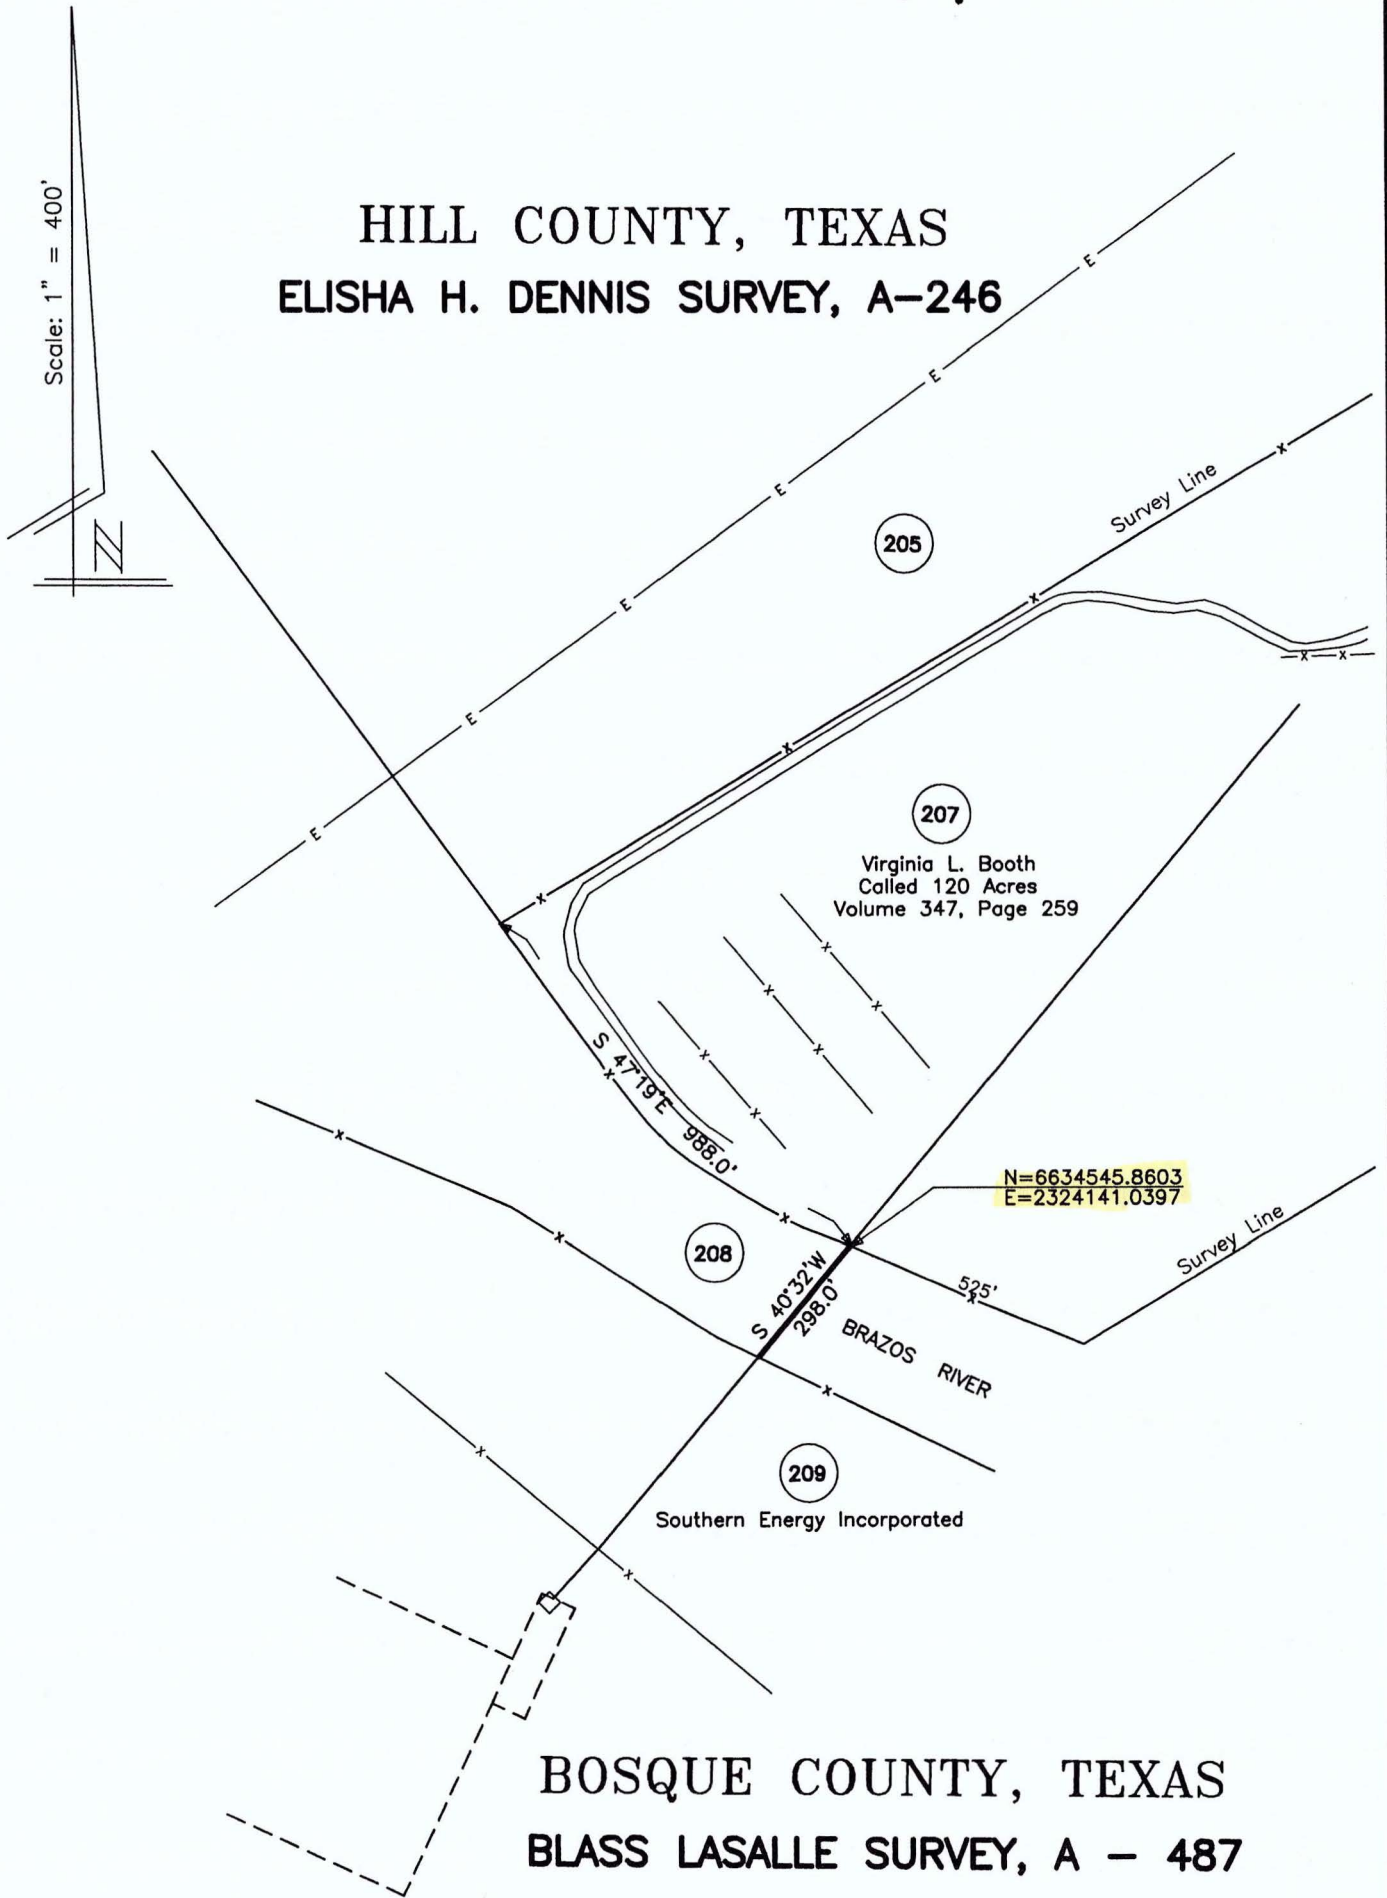 Scale: 1" = 400'
N
HILL COUNTY, TEXAS
ELISHA H. DENNIS SURVEY, A-246
E
E
E
E
E
E
205
Survey Line
x
x
x
x
x
x
207
Virginia L. Booth
Called 120 Acres
Volume 347, Page 259
x
x
x
x
x
x
S 47°19'E 988.0'
x
x
N=6634545.8603
E=2324141.0397
Survey Line
208
S 40°32'W
298.0'
525'
x
BRAZOS RIVER
x
x
x
209
Southern Energy Incorporated
x
x
BOSQUE COUNTY, TEXAS
BLASS LASALLE SURVEY, A - 487